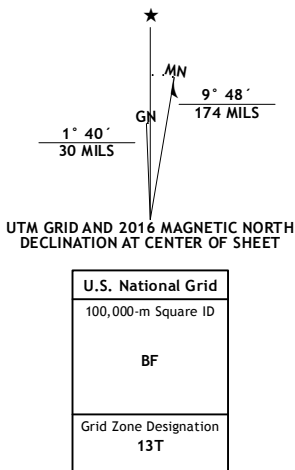 ★
MN
GN
9° 48´
174 MILS
1° 40´
30 MILS
UTM GRID AND 2016 MAGNETIC NORTH
DECLINATION AT CENTER OF SHEET
U.S. National Grid
100,000-m Square ID
BF
Grid Zone Designation
13T